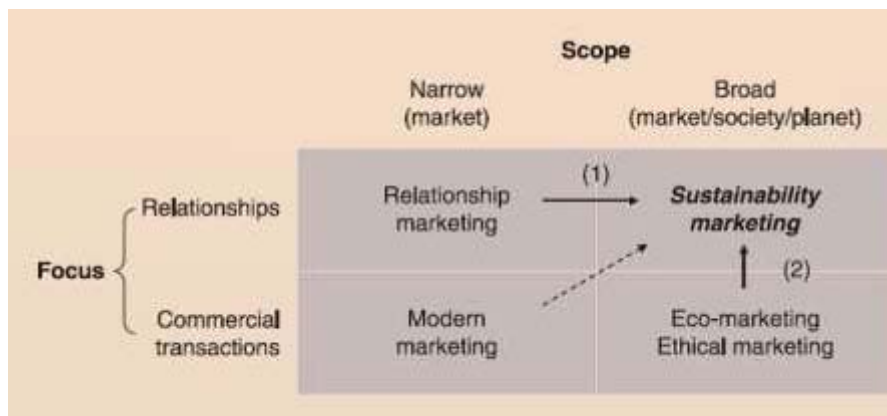 Scope
Narrow
(market)
Broad
(market/society/planet)
Focus
Relationships
Relationship
marketing
(1)
Sustainability
marketing
(2)
Commercial
transactions
Modern
marketing
Eco-marketing
Ethical marketing